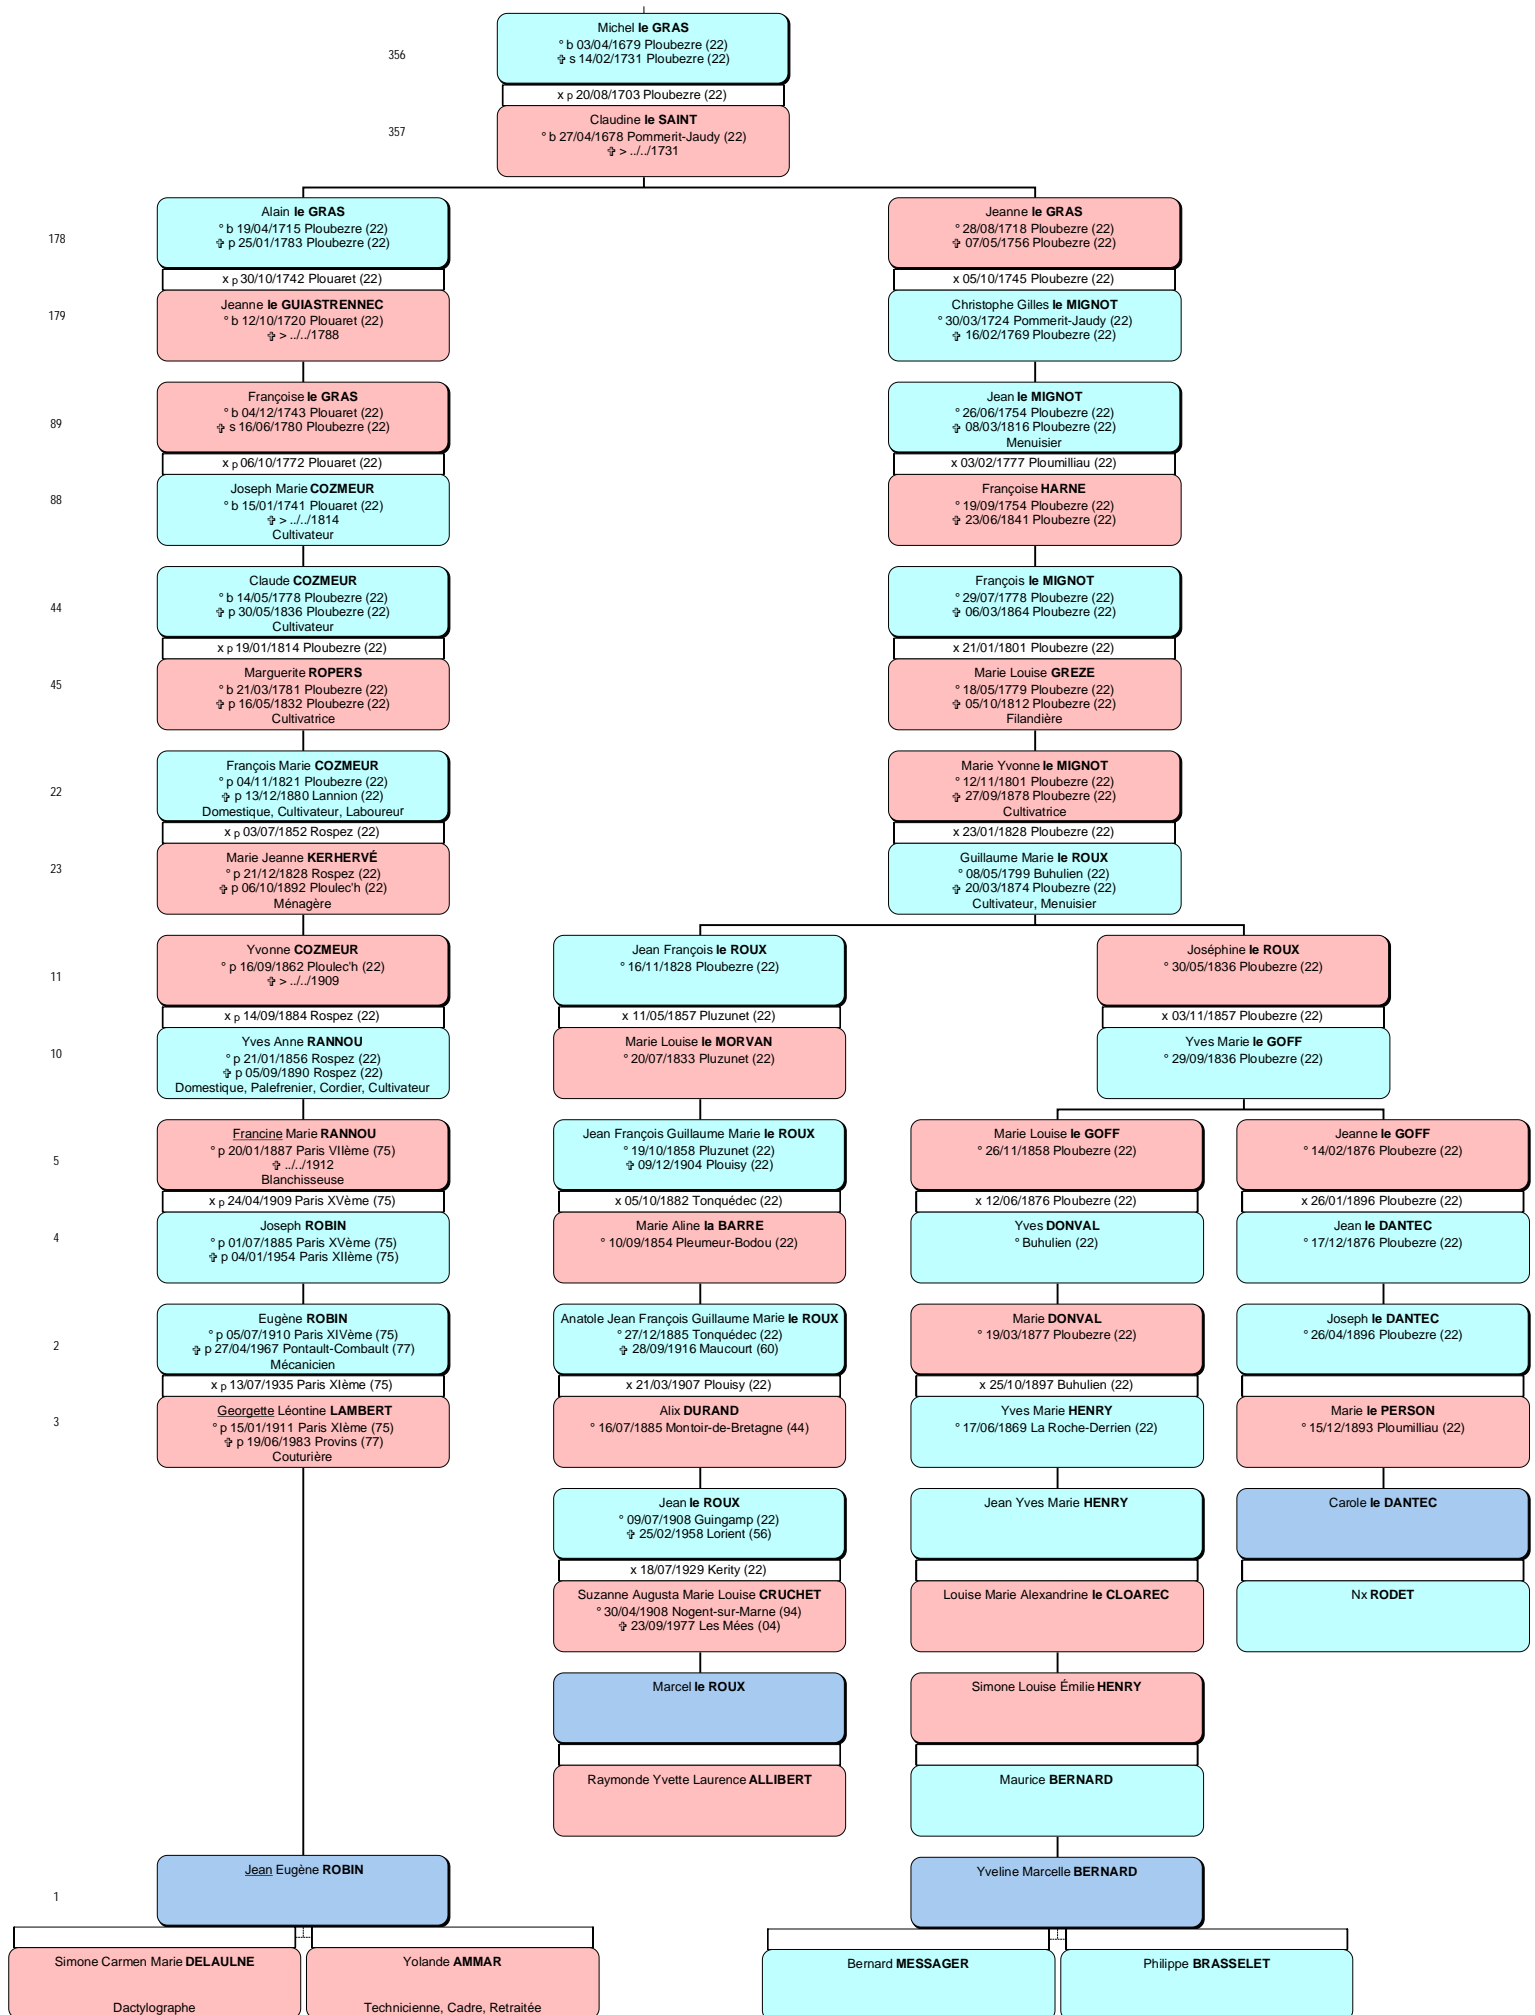 Michel le GRAS
° b 03/04/1679 Ploubezre (22)
✞ s 14/02/1731 Ploubezre (22)
356
x p 20/08/1703 Ploubezre (22)
Claudine le SAINT
° b 27/04/1678 Pommerit-Jaudy (22)
✞ > ../../1731
357
Alain le GRAS
° b 19/04/1715 Ploubezre (22)
✞ p 25/01/1783 Ploubezre (22)
178
x p 30/10/1742 Plouaret (22)
Jeanne le GUIASTRENNEC
° b 12/10/1720 Plouaret (22)
✞ > ../../1788
179
Jeanne le GRAS
° 28/08/1718 Ploubezre (22)
✞ 07/05/1756 Ploubezre (22)
x 05/10/1745 Ploubezre (22)
Christophe Gilles le MIGNOT
° 30/03/1724 Pommerit-Jaudy (22)
✞ 16/02/1769 Ploubezre (22)
Françoise le GRAS
° b 04/12/1743 Plouaret (22)
✞ s 16/06/1780 Ploubezre (22)
89
x p 06/10/1772 Plouaret (22)
Joseph Marie COZMEUR
° b 15/01/1741 Plouaret (22)
✞ > ../../1814
Cultivateur
88
Jean le MIGNOT
° 26/06/1754 Ploubezre (22)
✞ 08/03/1816 Ploubezre (22)
Menuisier
x 03/02/1777 Ploumilliau (22)
Françoise HARNE
° 19/09/1754 Ploubezre (22)
✞ 23/06/1841 Ploubezre (22)
Claude COZMEUR
° b 14/05/1778 Ploubezre (22)
✞ p 30/05/1836 Ploubezre (22)
Cultivateur
44
x p 19/01/1814 Ploubezre (22)
Marguerite ROPERS
° b 21/03/1781 Ploubezre (22)
✞ p 16/05/1832 Ploubezre (22)
Cultivatrice
45
François le MIGNOT
° 29/07/1778 Ploubezre (22)
✞ 06/03/1864 Ploubezre (22)
x 21/01/1801 Ploubezre (22)
Marie Louise GREZE
° 18/05/1779 Ploubezre (22)
✞ 05/10/1812 Ploubezre (22)
Filandière
François Marie COZMEUR
° p 04/11/1821 Ploubezre (22)
✞ p 13/12/1880 Lannion (22)
Domestique, Cultivateur, Laboureur
22
x p 03/07/1852 Rospez (22)
Marie Jeanne KERHERVÉ
° p 21/12/1828 Rospez (22)
✞ p 06/10/1892 Ploulec'h (22)
Ménagère
23
Marie Yvonne le MIGNOT
° 12/11/1801 Ploubezre (22)
✞ 27/09/1878 Ploubezre (22)
Cultivatrice
x 23/01/1828 Ploubezre (22)
Guillaume Marie le ROUX
° 08/05/1799 Buhulien (22)
✞ 20/03/1874 Ploubezre (22)
Cultivateur, Menuisier
Yvonne COZMEUR
° p 16/09/1862 Ploulec'h (22)
✞ > ../../1909
11
x p 14/09/1884 Rospez (22)
Yves Anne RANNOU
° p 21/01/1856 Rospez (22)
✞ p 05/09/1890 Rospez (22)
Domestique, Palefrenier, Cordier, Cultivateur
10
Jean François le ROUX
° 16/11/1828 Ploubezre (22)
x 11/05/1857 Pluzunet (22)
Marie Louise le MORVAN
° 20/07/1833 Pluzunet (22)
Joséphine le ROUX
° 30/05/1836 Ploubezre (22)
x 03/11/1857 Ploubezre (22)
Yves Marie le GOFF
° 29/09/1836 Ploubezre (22)
Francine Marie RANNOU
° p 20/01/1887 Paris VIIème (75)
✞ ../../1912
Blanchisseuse
5
x p 24/04/1909 Paris XVème (75)
Joseph ROBIN
° p 01/07/1885 Paris XVème (75)
✞ p 04/01/1954 Paris XIIème (75)
4
Jean François Guillaume Marie le ROUX
° 19/10/1858 Pluzunet (22)
✞ 09/12/1904 Plouisy (22)
x 05/10/1882 Tonquédec (22)
Marie Aline la BARRE
° 10/09/1854 Pleumeur-Bodou (22)
Marie Louise le GOFF
° 26/11/1858 Ploubezre (22)
x 12/06/1876 Ploubezre (22)
Yves DONVAL
° Buhulien (22)
Jeanne le GOFF
° 14/02/1876 Ploubezre (22)
x 26/01/1896 Ploubezre (22)
Jean le DANTEC
° 17/12/1876 Ploubezre (22)
Eugène ROBIN
° p 05/07/1910 Paris XIVème (75)
✞ p 27/04/1967 Pontault-Combault (77)
Mécanicien
2
x p 13/07/1935 Paris XIème (75)
Georgette Léontine LAMBERT
° p 15/01/1911 Paris XIème (75)
✞ p 19/06/1983 Provins (77)
Couturière
3
Anatole Jean François Guillaume Marie le ROUX
° 27/12/1885 Tonquédec (22)
✞ 28/09/1916 Maucourt (60)
x 21/03/1907 Plouisy (22)
Alix DURAND
° 16/07/1885 Montoir-de-Bretagne (44)
Marie DONVAL
° 19/03/1877 Ploubezre (22)
x 25/10/1897 Buhulien (22)
Yves Marie HENRY
° 17/06/1869 La Roche-Derrien (22)
Joseph le DANTEC
° 26/04/1896 Ploubezre (22)
Marie le PERSON
° 15/12/1893 Ploumilliau (22)
Jean le ROUX
° 09/07/1908 Guingamp (22)
✞ 25/02/1958 Lorient (56)
x 18/07/1929 Kerity (22)
Suzanne Augusta Marie Louise CRUCHET
° 30/04/1908 Nogent-sur-Marne (94)
✞ 23/09/1977 Les Mées (04)
Jean Yves Marie HENRY
Louise Marie Alexandrine le CLOAREC
Carole le DANTEC
Nx RODET
Marcel le ROUX
Raymonde Yvette Laurence ALLIBERT
Simone Louise Émilie HENRY
Maurice BERNARD
Jean Eugène ROBIN
1
Yveline Marcelle BERNARD
Simone Carmen Marie DELAULNE
Dactylographe
Yolande AMMAR
Technicienne, Cadre, Retraitée
Bernard MESSAGER
Philippe BRASSELET